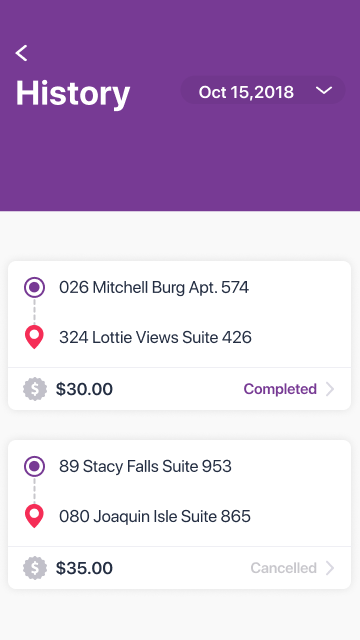 History
Oct 15,2018
026 Mitchell Burg Apt. 574
324 Lottie Views Suite 426
$ $30.00 Completed
89 Stacy Falls Suite 953
080 Joaquin Isle Suite 865
$ $35.00 Cancelled